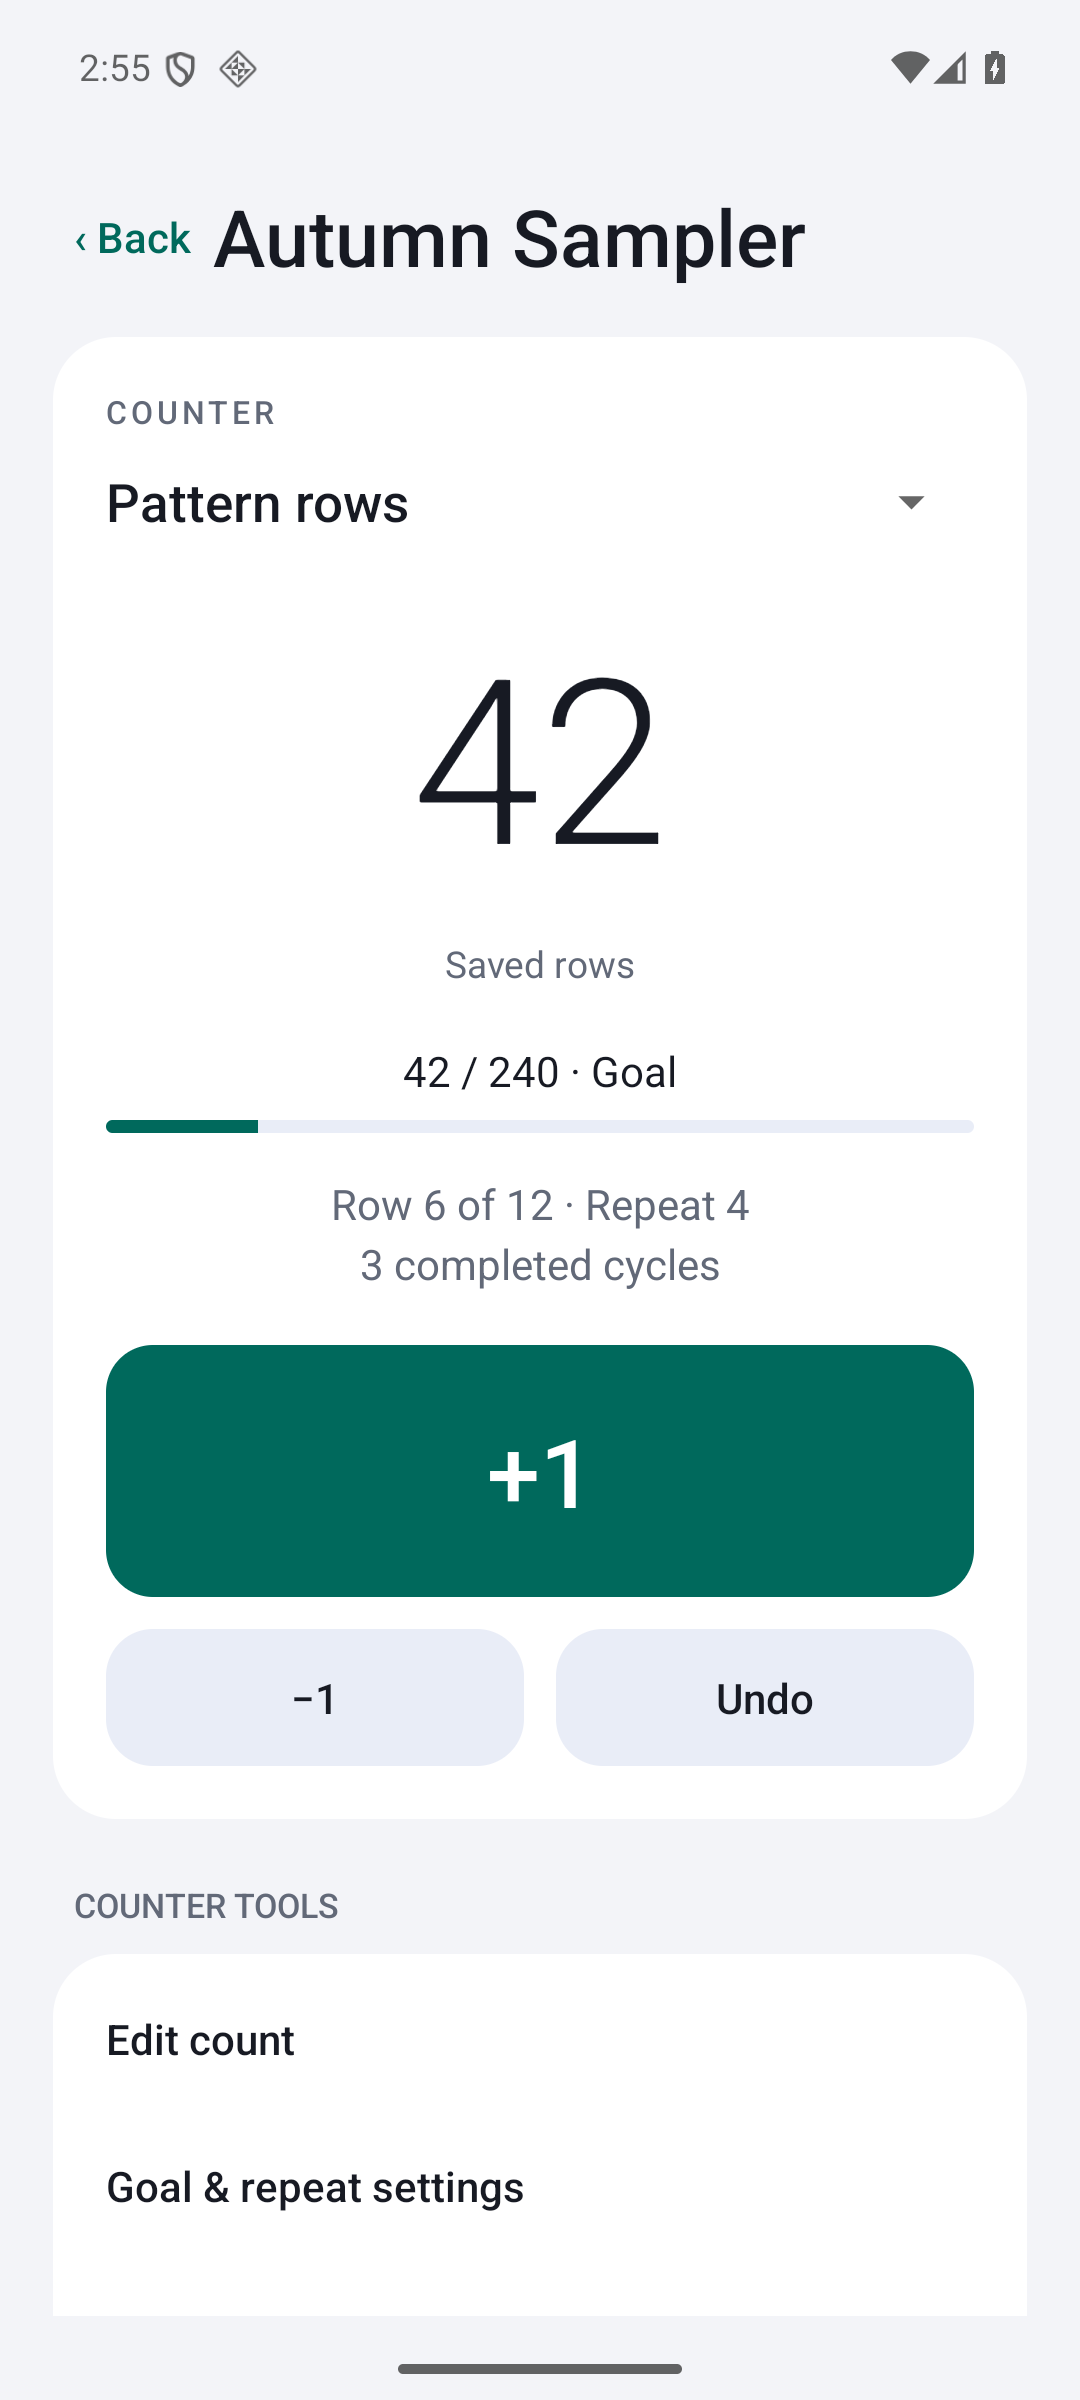 2:55
‹ Back Autumn Sampler
COUNTER
Pattern rows
42
Saved rows
42 / 240 · Goal
Row 6 of 12 · Repeat 4
3 completed cycles
+1
−1
Undo
COUNTER TOOLS
Edit count
Goal & repeat settings